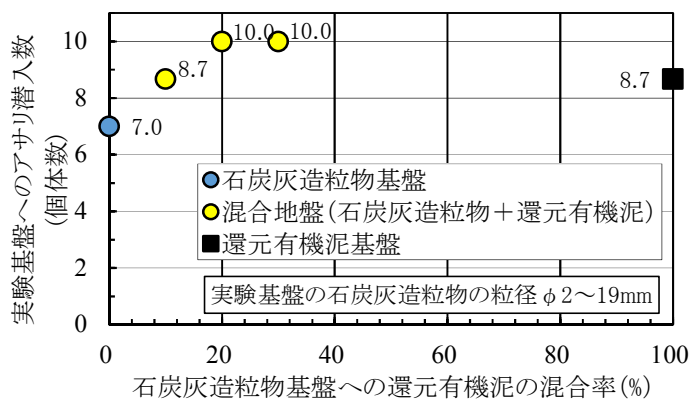 実験基盤へのアサリ潜入数
(個体数)
10
8
6
4
2
0
7.0
8.7
10.0
10.0
8.7
石炭灰造粒物基盤
混合地盤(石炭灰造粒物＋還元有機泥)
還元有機泥基盤
実験基盤の石炭灰造粒物の粒径φ2～19mm
0
20
40
60
80
100
石炭灰造粒物基盤への還元有機泥の混合率(%)